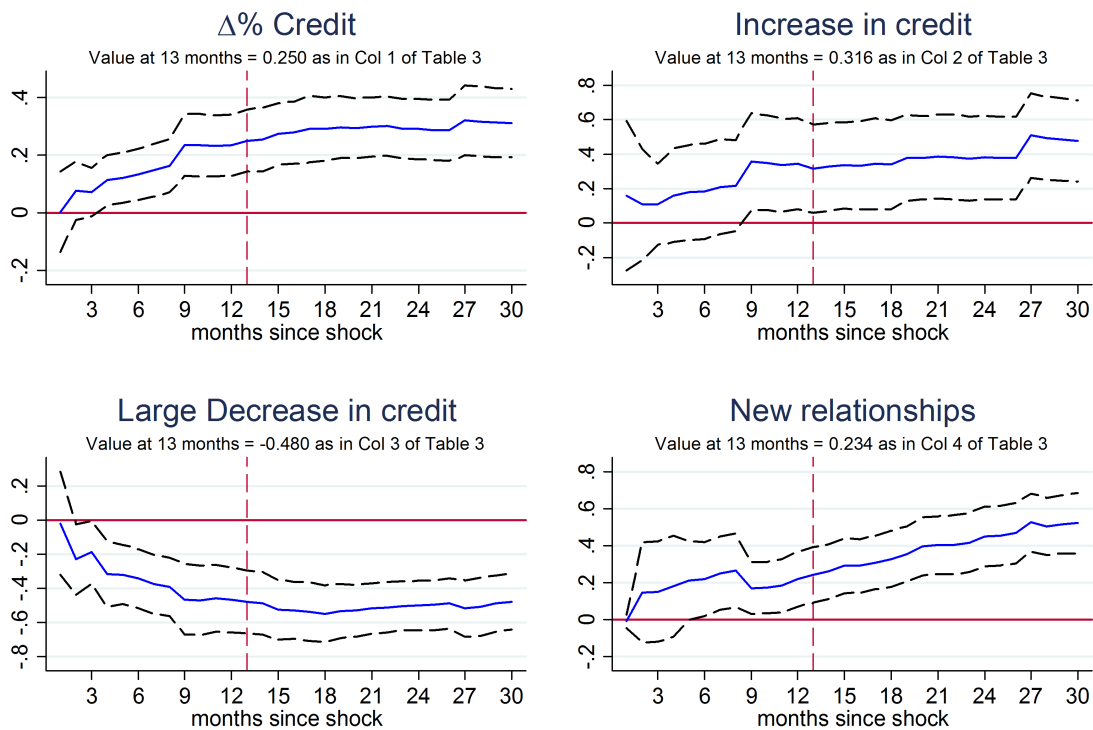 Δ% Credit
Value at 13 months = 0.250 as in Col 1 of Table 3
.4
.2
0
-.2
3 6 9 12 15 18 21 24 27 30
months since shock
Increase in credit
Value at 13 months = 0.316 as in Col 2 of Table 3
.8
.6
.4
.2
0
-.2
3 6 9 12 15 18 21 24 27 30
months since shock
Large Decrease in credit
Value at 13 months = -0.480 as in Col 3 of Table 3
.2
0
-.2
-.4
-.6
-.8
3 6 9 12 15 18 21 24 27 30
months since shock
New relationships
Value at 13 months = 0.234 as in Col 4 of Table 3
.8
.6
.4
.2
0
-.2
3 6 9 12 15 18 21 24 27 30
months since shock